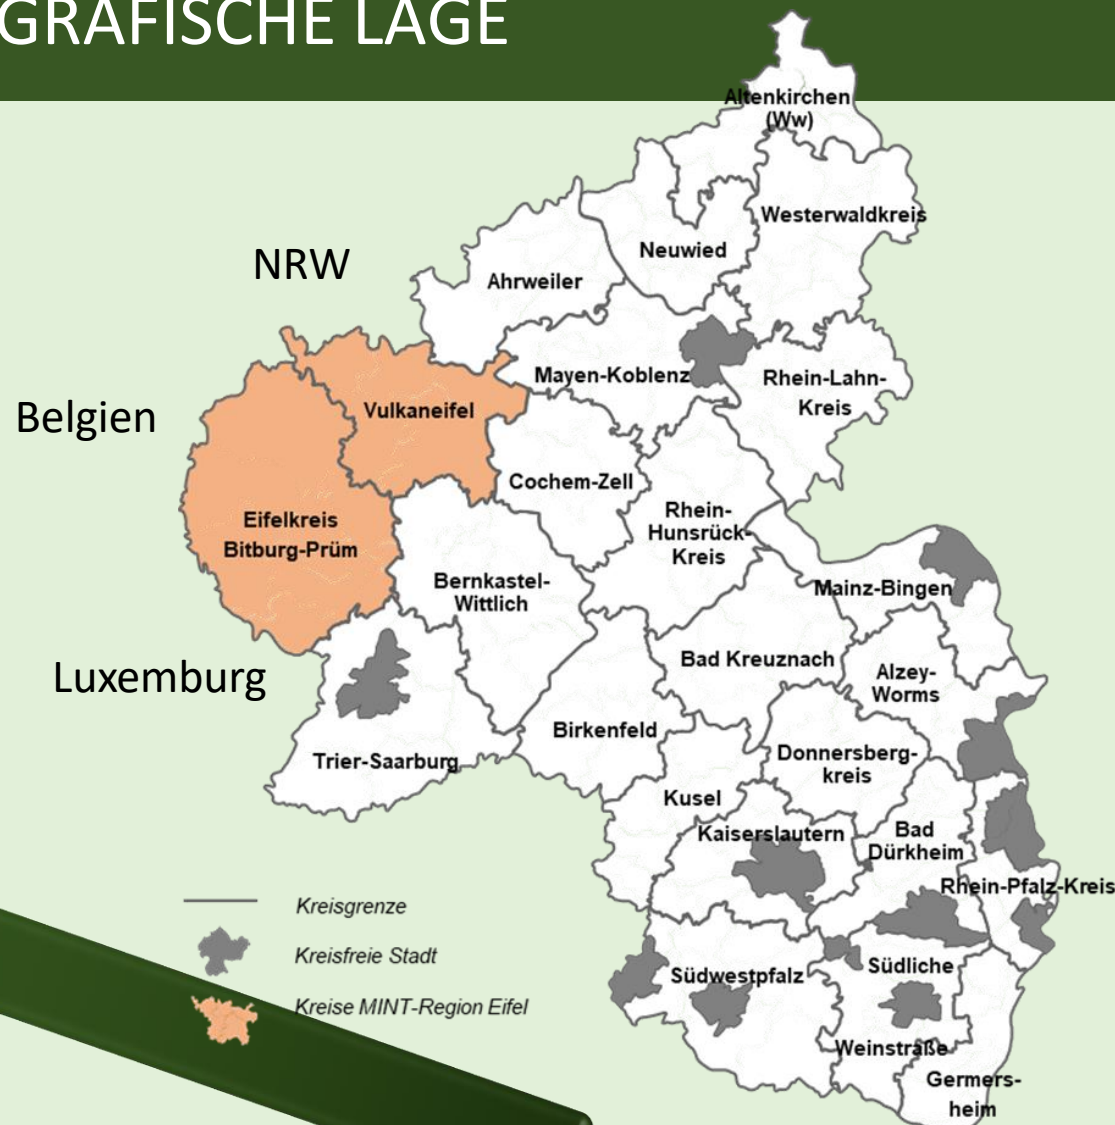 GRAFISCHE LAGE
Altenkirchen
(Ww)
Westerwaldkreis
Neuwied
NRW
Ahrweiler
Mayen-Koblenz
Rhein-Lahn-
Kreis
Belgien
Vulkaneifel
Cochem-Zell
Rhein-
Hunsrück-
Kreis
Eifelkreis
Bitburg-Prüm
Bernkastel-
Wittlich
Mainz-Bingen
Luxemburg
Bad Kreuznach
Alzey-
Worms
Birkenfeld
Trier-Saarburg
Donnersberg-
kreis
Kusel
Kaiserslautern
Bad
Dürkheim
Rhein-Pfalz-Kreis
Kreisgrenze
Kreisfreie Stadt
Kreise MINT-Region Eifel
Südwestpfalz
Südliche
Weinstraße
Germers-
heim